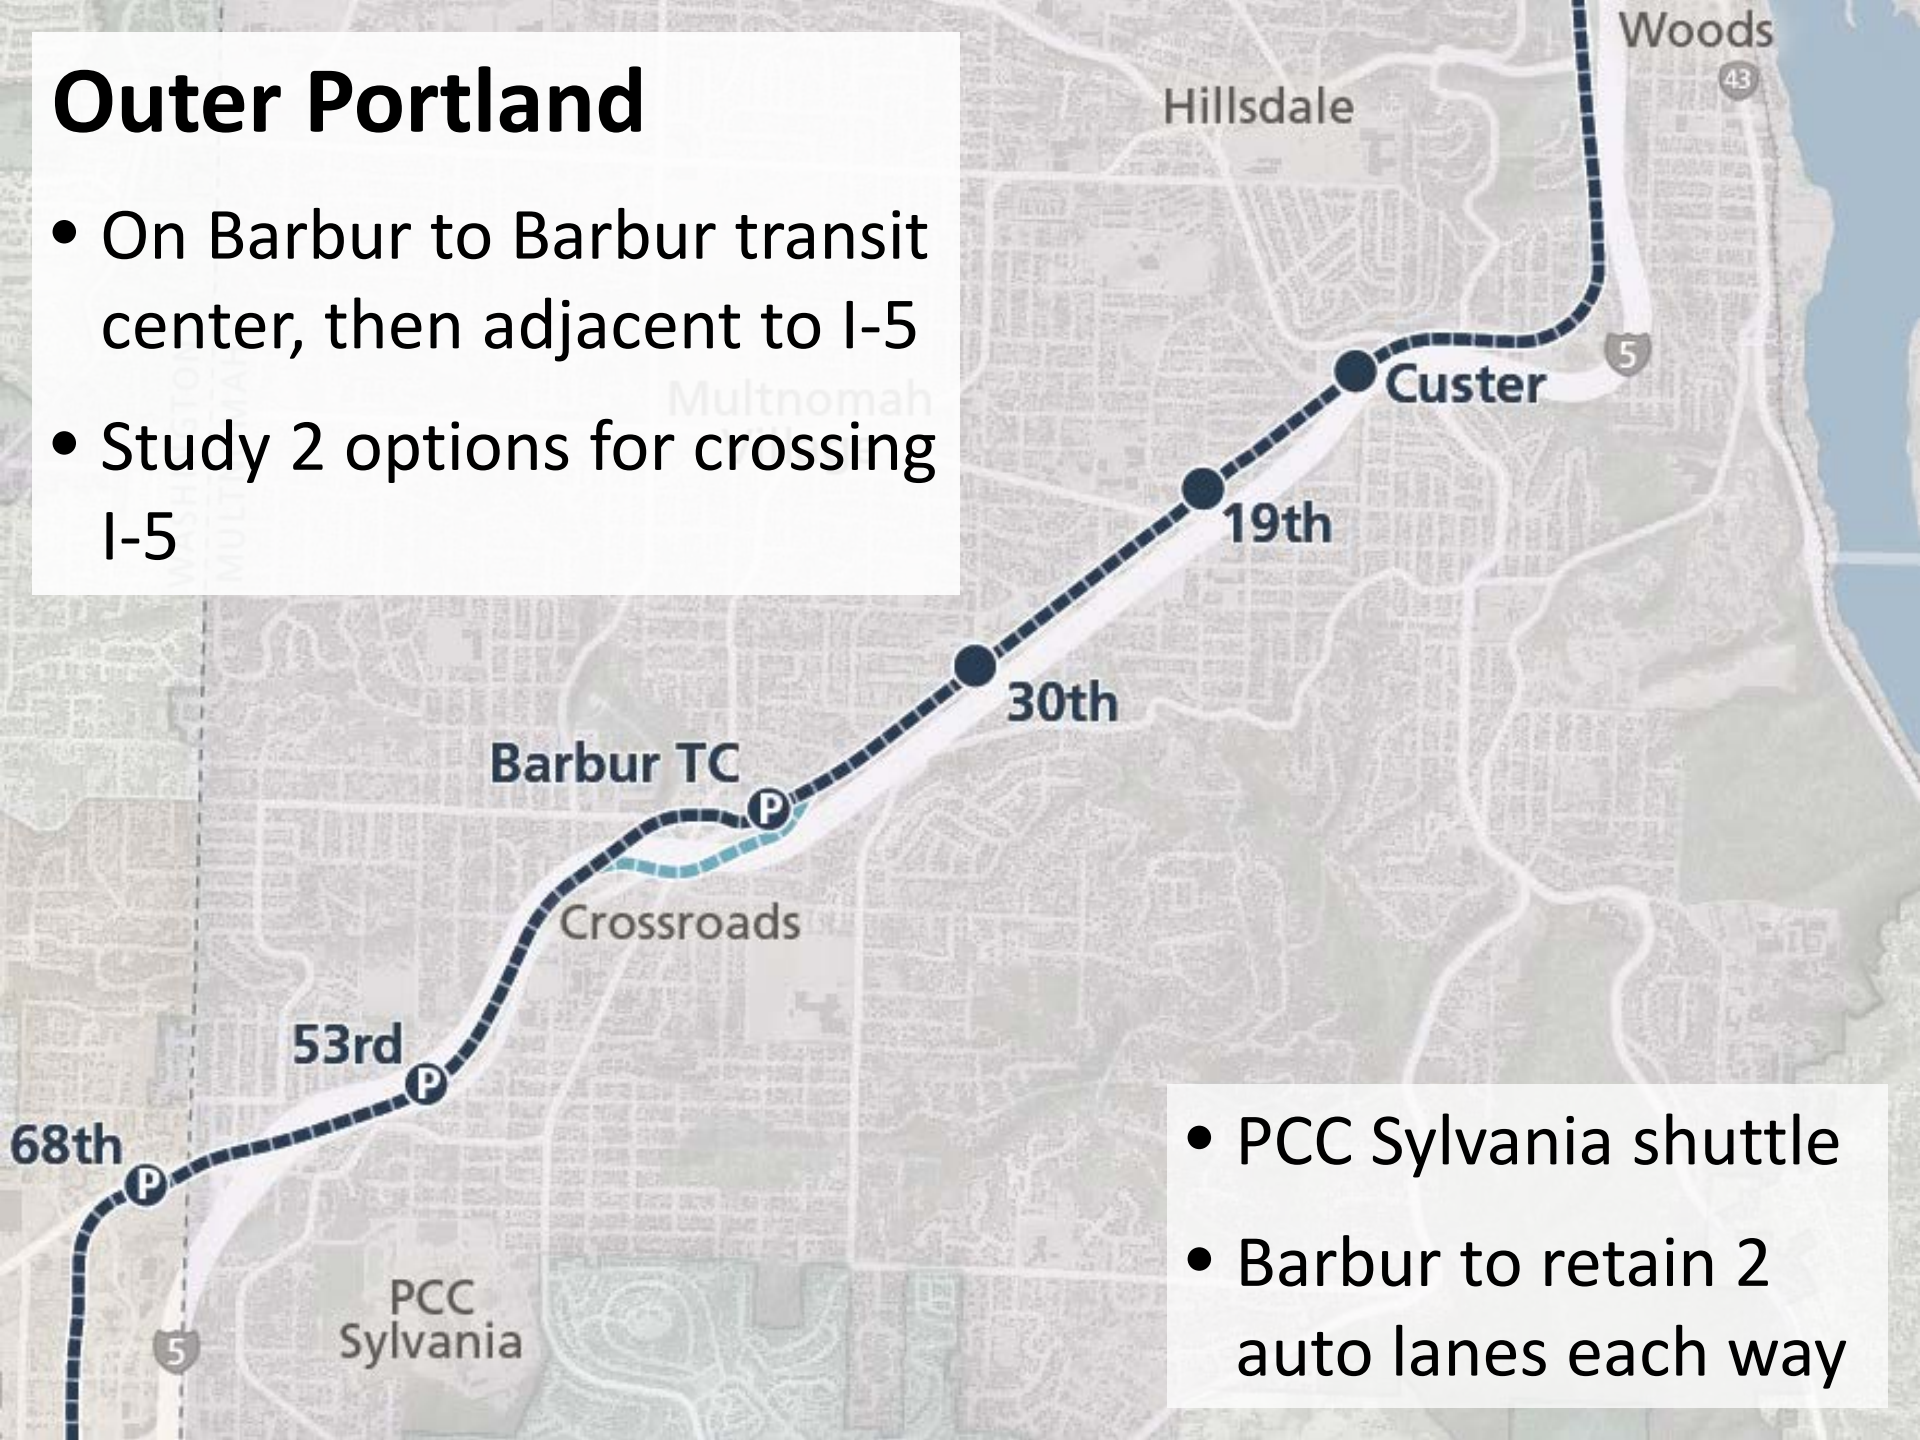 Outer Portland
• On Barbur to Barbur transit
center, then adjacent to I-5
• Study 2 options for crossing
I-5
Woods
43
Hillsdale
Multnomah
WASHINGTON
MULTNOMAH
5
Custer
19th
30th
Barbur TC
P
Crossroads
53rd
P
68th
P
PCC
Sylvania
5
• PCC Sylvania shuttle
• Barbur to retain 2
auto lanes each way